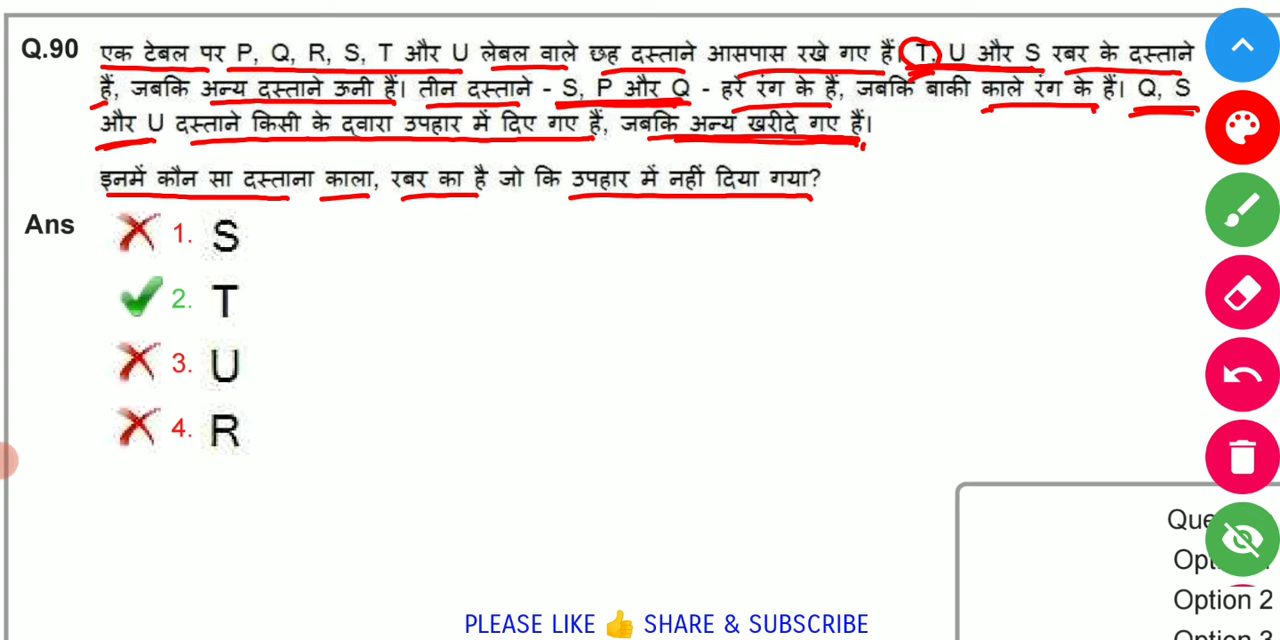 Q.90 एक टेबल पर P, Q, R, S, T और U लेबल वाले छह दस्ताने आसपास रखे गए हैं। T, U और S रबर के दस्ताने
हैं, जबकि अन्य दस्ताने ऊनी हैं। तीन दस्ताने - S, P और Q - हरे रंग के हैं, जबकि बाकी काले रंग के हैं। Q, S
और U दस्ताने किसी के द्वारा उपहार में दिए गए हैं, जबकि अन्य खरीदे गए हैं।
इनमें कौन सा दस्ताना काला, रबर का है जो कि उपहार में नहीं दिया गया?
Ans
1. S
2. T
3. U
4. R
Option 2
PLEASE LIKE 👍 SHARE & SUBSCRIBE